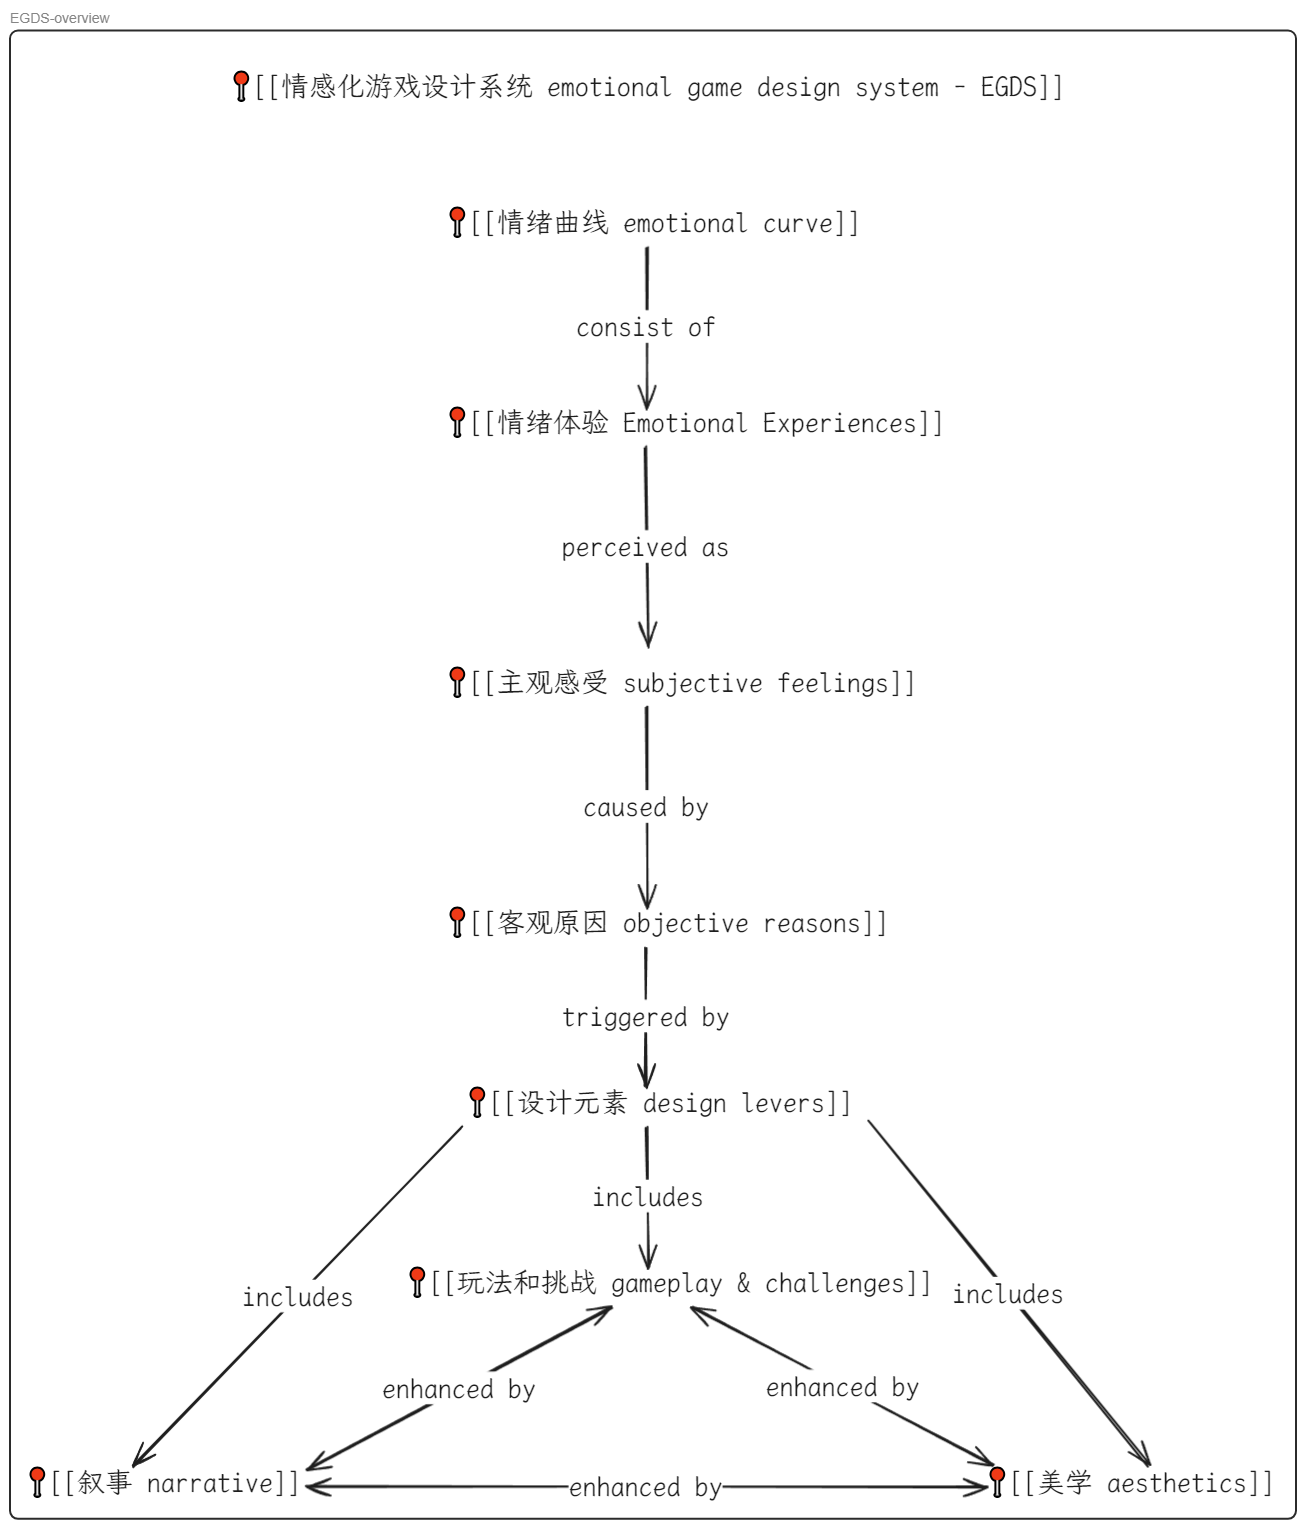 EGDS-overview
[[情感化游戏设计系统 emotional game design system - EGDS]]
[[情绪曲线 emotional curve]]
consist of
[[情绪体验 Emotional Experiences]]
perceived as
[[主观感受 subjective feelings]]
caused by
[[客观原因 objective reasons]]
triggered by
[[设计元素 design levers]]
includes
[[玩法和挑战 gameplay & challenges]]
includes
includes
enhanced by
enhanced by
[[叙事 narrative]]
enhanced by
[[美学 aesthetics]]